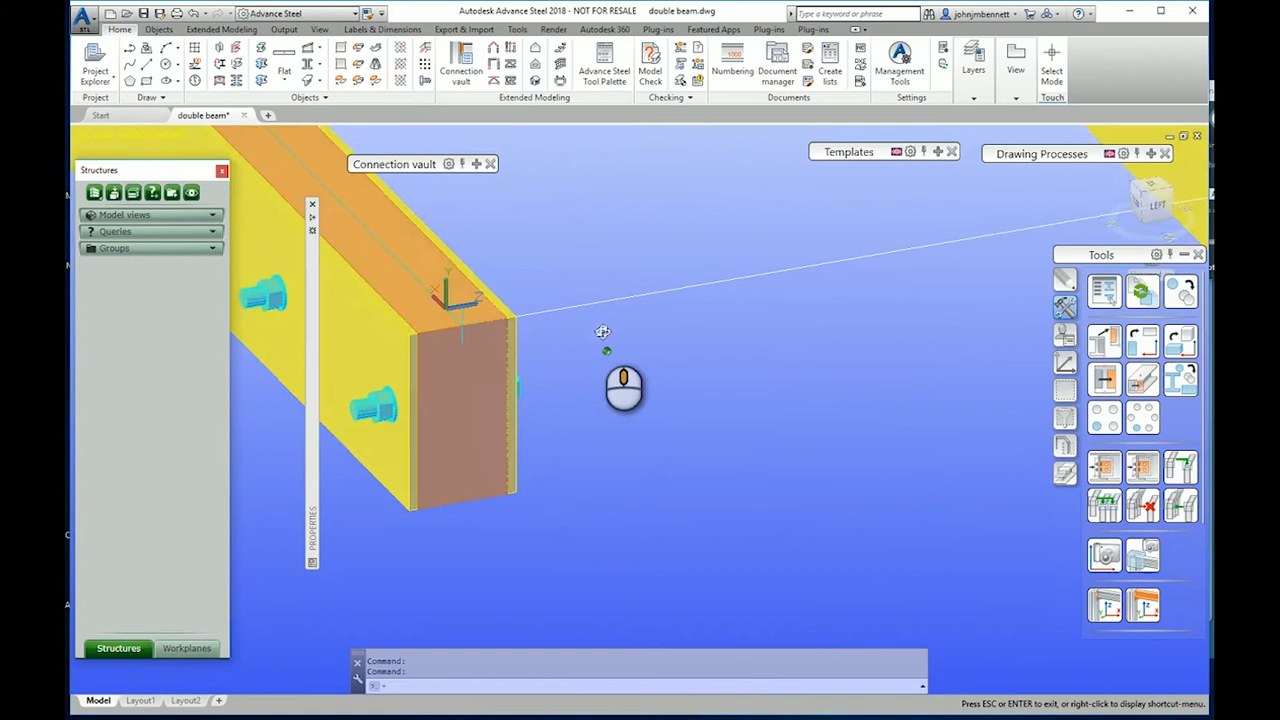 Advance Steel
Autodesk Advance Steel 2018 - NOT FOR RESALE double beam.dwg
Type a keyword or phrase
johnjmbennett
STL
Home Objects Extended Modeling Output View Labels & Dimensions Export & Import Tools Render Autodesk 360 Plug-ins Featured Apps Plug-ins Plug-ins
Project Explorer
Flat
Connection vault
Advance Steel Tool Palette
Model Check
Numbering
Document manager
Create lists
Management Tools
Layers
View
Select Mode
Project Draw Objects Extended Modeling Checking Documents Settings Touch
Start double beam*
Structures
Connection vault
Templates
Drawing Processes
Model views
Queries
Groups
LEFT
Tools
Y
Z
PROPERTIES
Structures Workplanes
Command:
Command:
Model Layout1 Layout2
Press ESC or ENTER to exit, or right-click to display shortcut-menu.